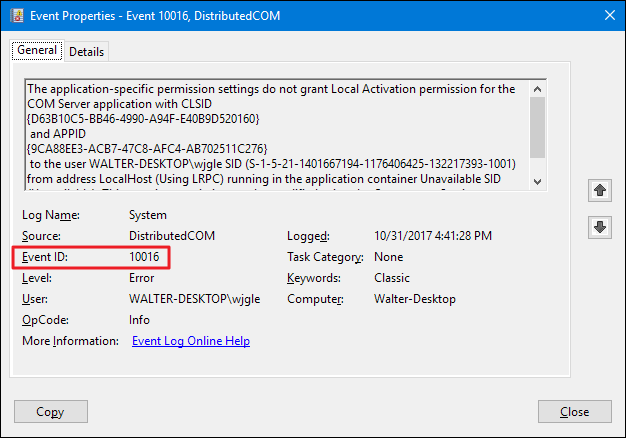 Event Properties - Event 10016, DistributedCOM
General
Details
The application-specific permission settings do not grant Local Activation permission for the
COM Server application with CLSID
{D63B10C5-BB46-4990-A94F-E40B9D520160}
and APPID
{9CA88EE3-ACB7-47C8-AFC4-AB702511C276}
to the user WALTER-DESKTOP\wjgle SID (S-1-5-21-1401667194-1176406425-132217393-1001)
from address LocalHost (Using LRPC) running in the application container Unavailable SID
Log Name: System
Source: DistributedCOM Logged: 10/31/2017 4:41:28 PM
Event ID: 10016 Task Category: None
Level: Error Keywords: Classic
User: WALTER-DESKTOP\wjgle Computer: Walter-Desktop
OpCode: Info
More Information: Event Log Online Help
Copy
Close